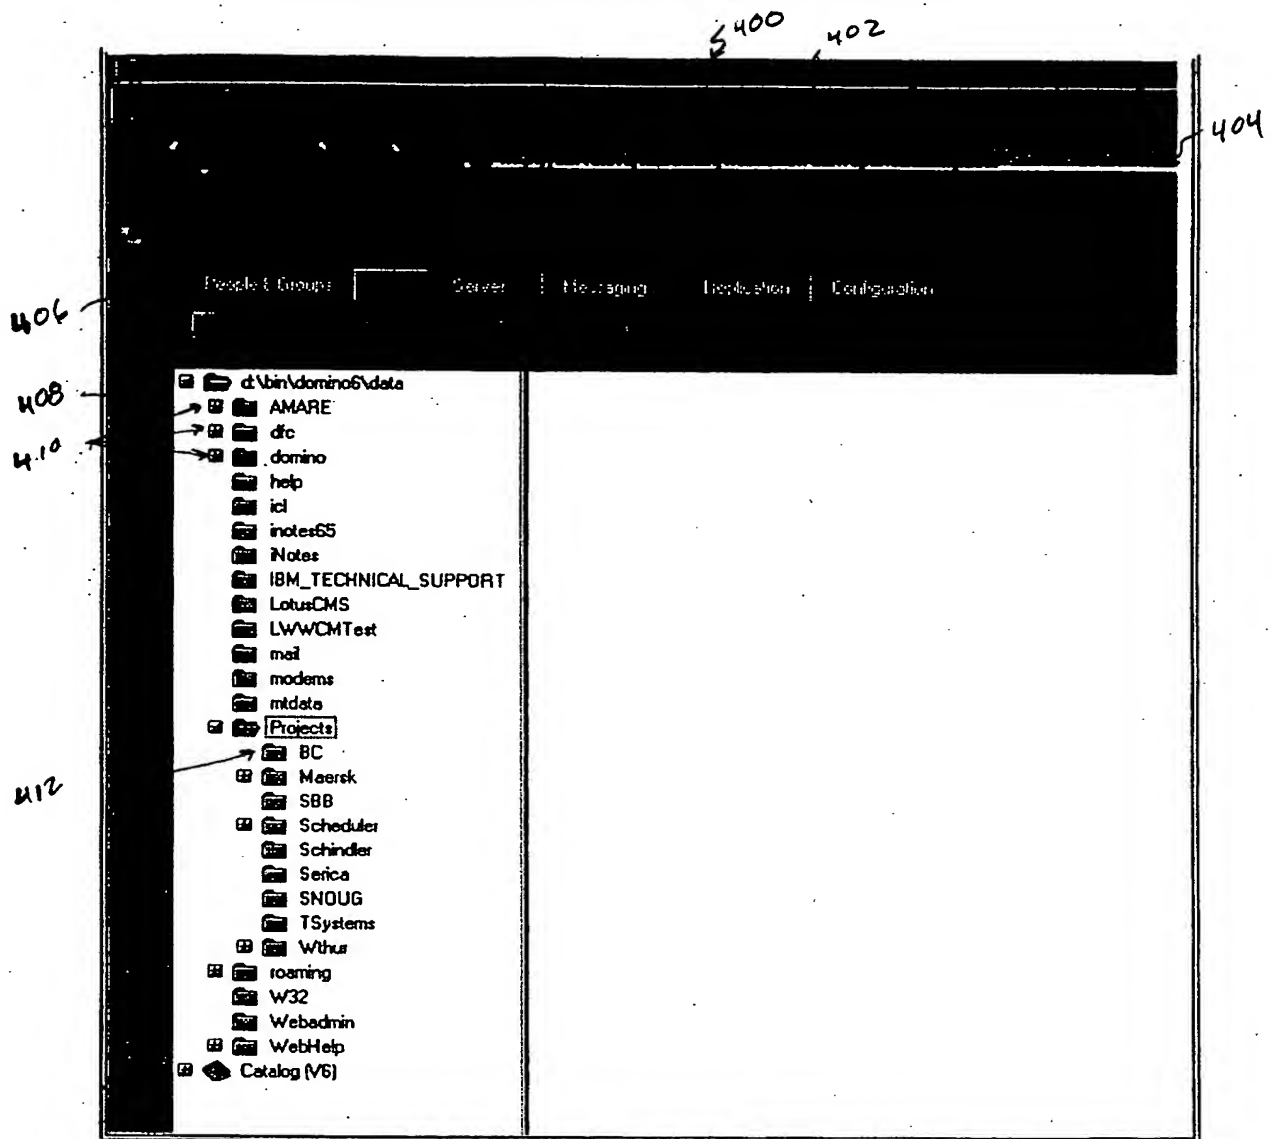 400
402
404
People & Groups Server Messaging Replication Configuration
406
d:\bin\domino6\data
408
AMARE
dfc
410
domino
help
icl
inotes65
iNotes
IBM_TECHNICAL_SUPPORT
LotusCMS
LWWCMTest
mail
modems
mtdata
Projects
BC
412
Maersk
SBB
Scheduler
Schindler
Serica
SNOUG
TSystems
Wthur
roaming
W32
Webadmin
WebHelp
Catalog (V6)